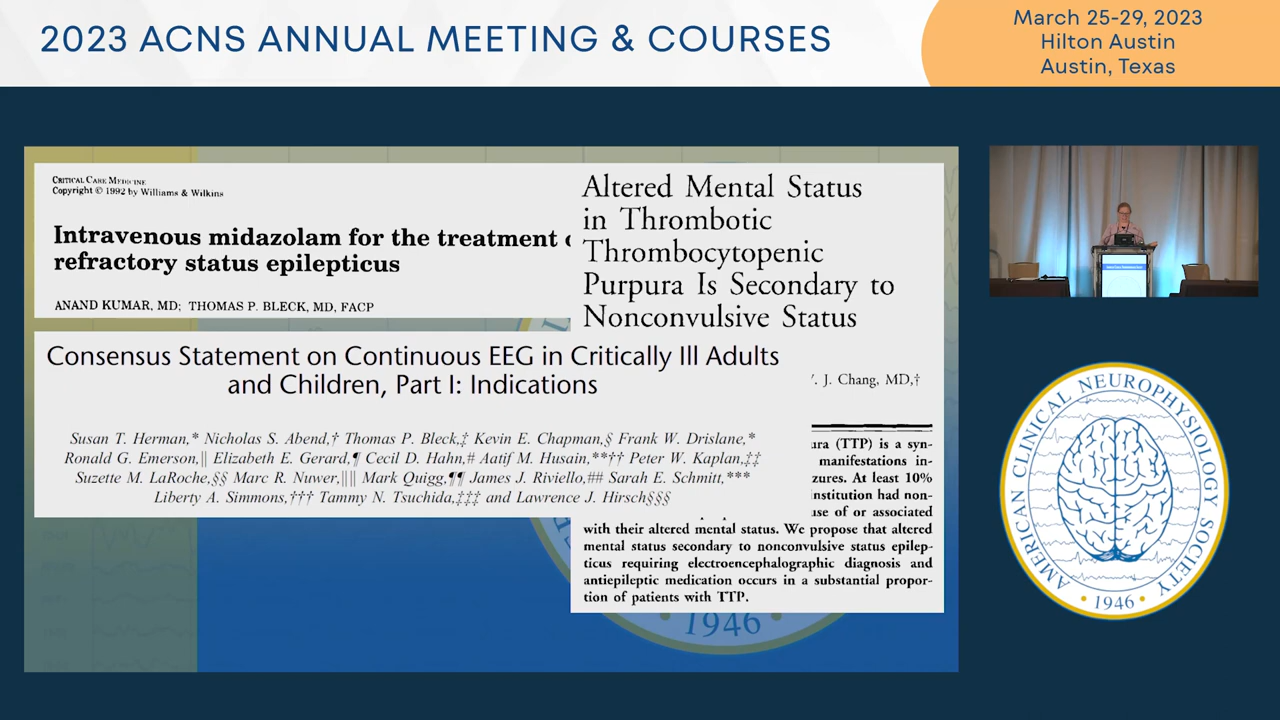 2023 ACNS ANNUAL MEETING & COURSES
March 25-29, 2023
Hilton Austin
Austin, Texas
CRITICAL CARE MEDICINE
Copyright © 1992 by Williams & Wilkins
Intravenous midazolam for the treatment
refractory status epilepticus
ANAND KUMAR, MD; THOMAS P. BLECK, MD, FACP
Altered Mental Status
in Thrombotic
Thrombocytopenic
Purpura Is Secondary to
Nonconvulsive Status
J. Chang, MD,†
Consensus Statement on Continuous EEG in Critically Ill Adults
and Children, Part I: Indications
Susan T. Herman,* Nicholas S. Abend,† Thomas P. Bleck,‡ Kevin E. Chapman,§ Frank W. Drislane,*
Ronald G. Emerson,|| Elizabeth E. Gerard,¶ Cecil D. Hahn,# Aatif M. Husain,**†† Peter W. Kaplan,‡‡
Suzette M. LaRoche,§§ Marc R. Nuwer,|||| Mark Quigg,¶¶ James J. Riviello,## Sarah E. Schmitt,***
Liberty A. Simmons,††† Tammy N. Tsuchida,‡‡‡ and Lawrence J. Hirsch§§§
ura (TTP) is a syn-
manifestations in-
zures. At least 10%
institution had non-
use of or associated
with their altered mental status. We propose that altered
mental status secondary to nonconvulsive status epilep-
ticus requiring electroencephalographic diagnosis and
antiepileptic medication occurs in a substantial propor-
tion of patients with TTP.
1946
AMERICAN CLINICAL NEUROPHYSIOLOGY SOCIETY
• 1946 •